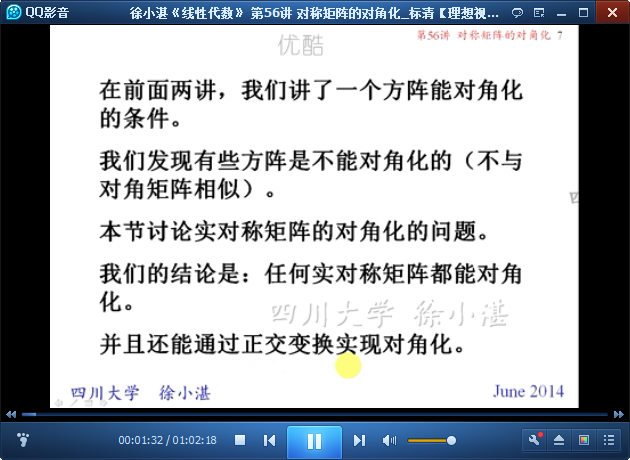 QQ影音
徐小湛《线性代数》 第56讲 对称矩阵的对角化_标清【理想视...
优酷
第56讲 对称矩阵的对角化 7
在前面两讲，我们讲了一个方阵能对角化
的条件。
我们发现有些方阵是不能对角化的（不与
对角矩阵相似）。
本节讨论实对称矩阵的对角化的问题。
我们的结论是：任何实对称矩阵都能对角
化。
四川大学 徐小湛
并且还能通过正交变换实现对角化。
四川大学 徐小湛
June 2014
00:01:32 / 01:02:18